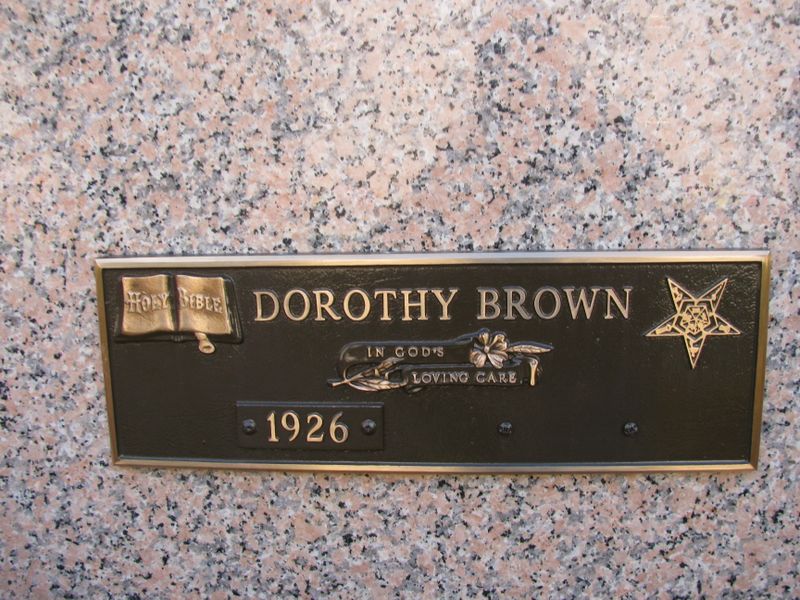 HOLY BIBLE
DOROTHY BROWN
IN GOD'S
LOVING CARE
1926